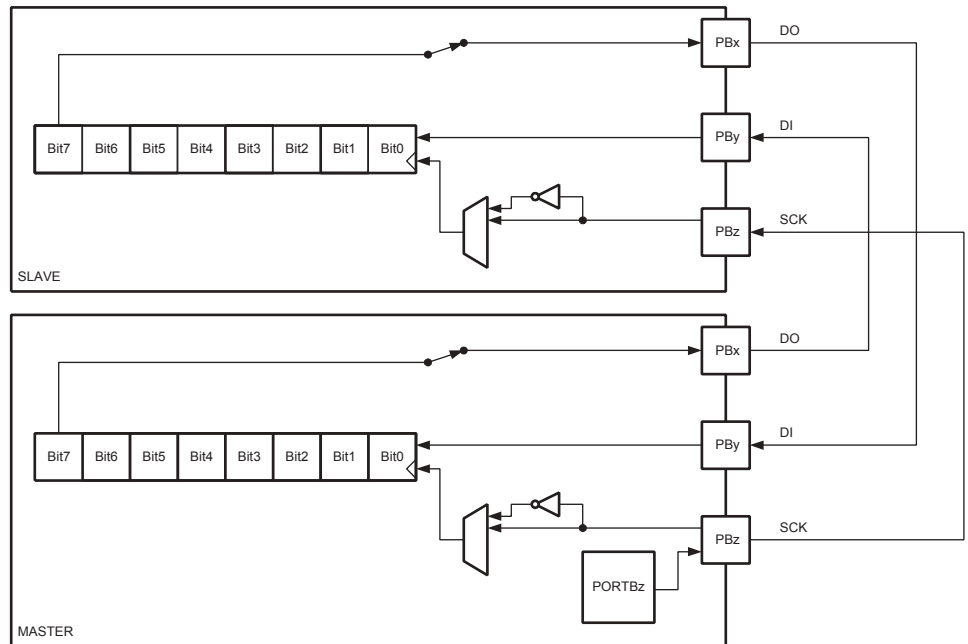 PBx DO
Bit7 Bit6 Bit5 Bit4 Bit3 Bit2 Bit1 Bit0
PBy DI
PBz SCK
SLAVE
PBx DO
Bit7 Bit6 Bit5 Bit4 Bit3 Bit2 Bit1 Bit0
PBy DI
PBz SCK
PORTBz
MASTER